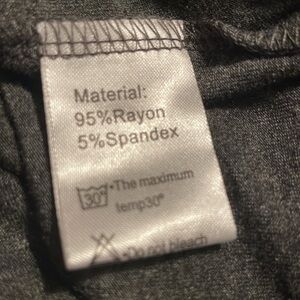 Material:
95%Rayon
5%Spandex
30° •The maximum
temp30°
•Do not bleach